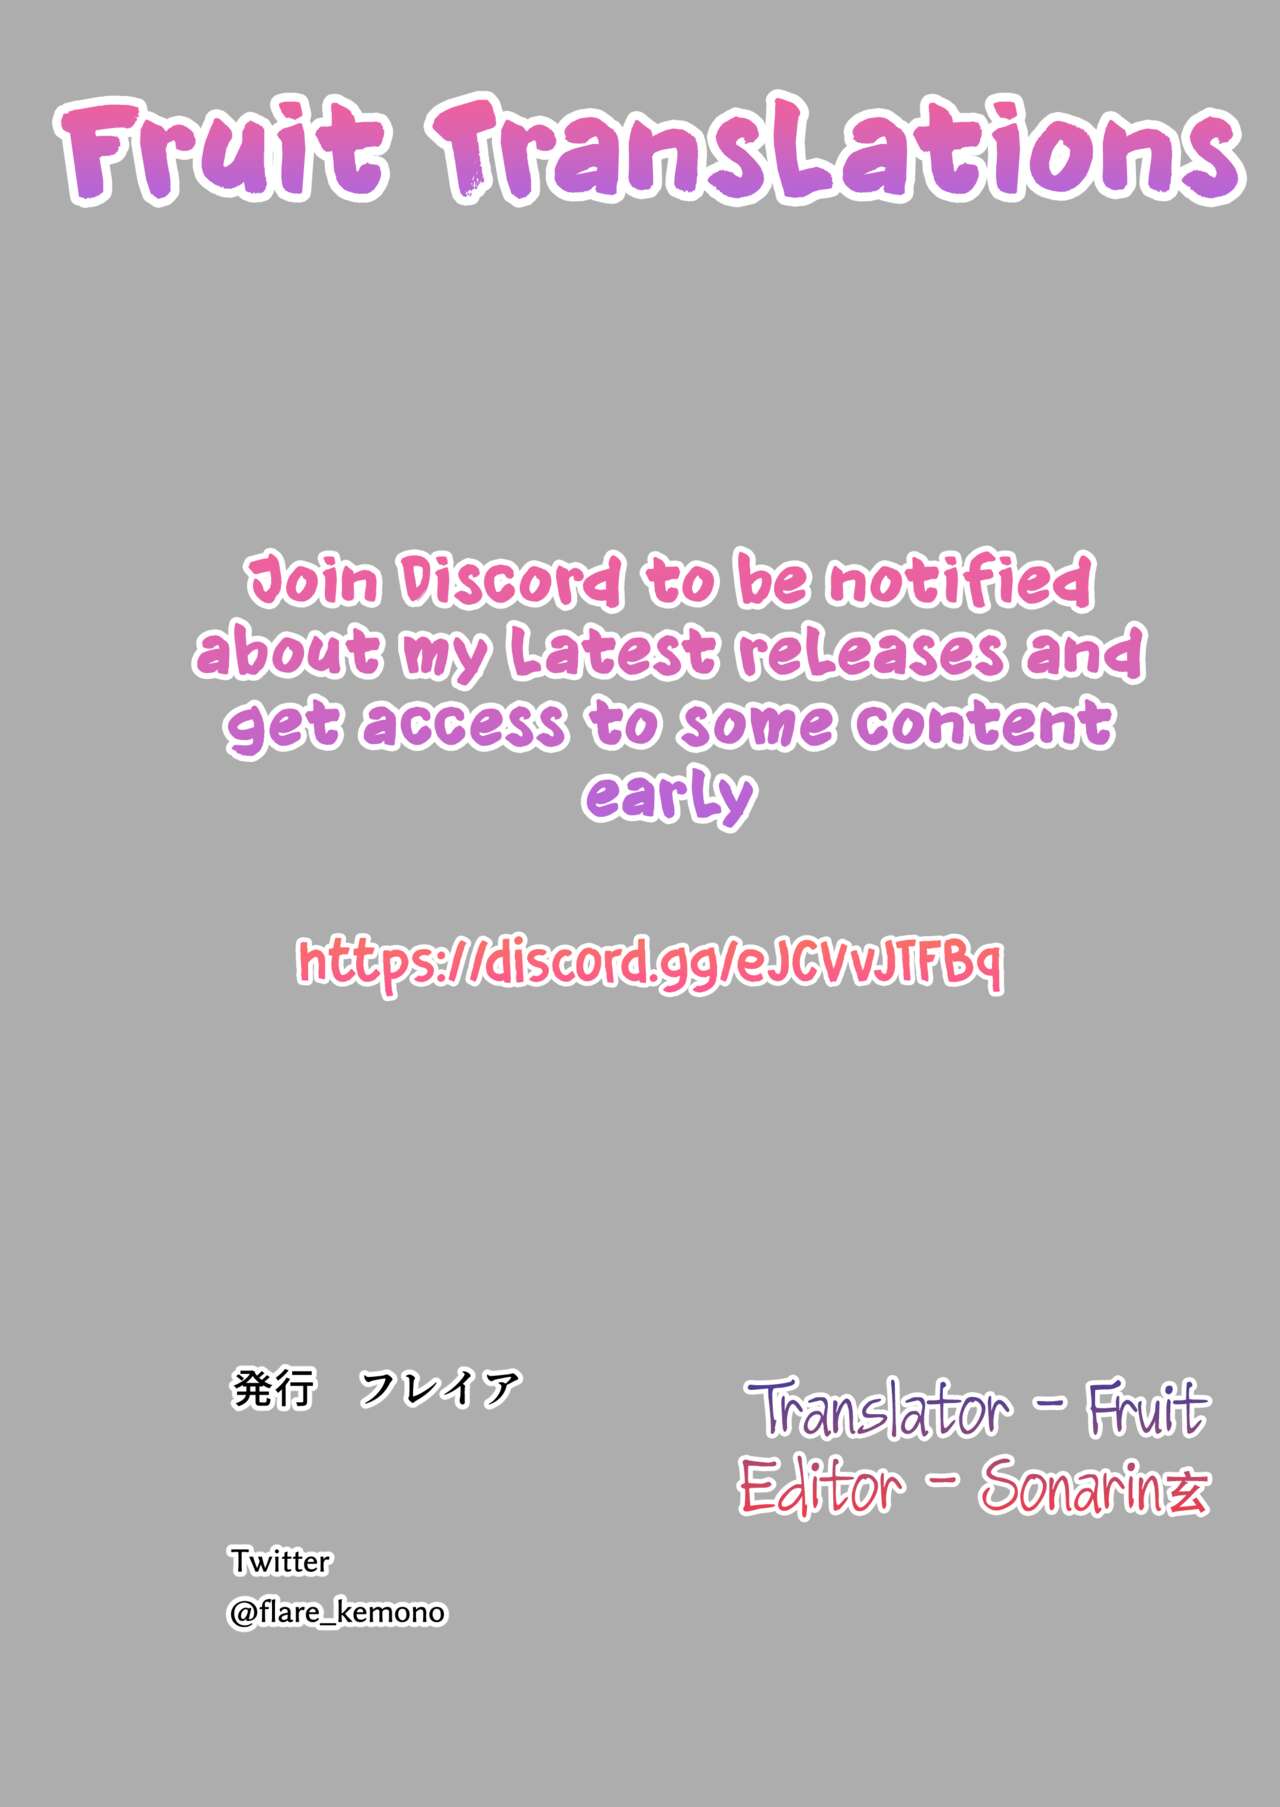 Fruit Translations
Join Discord to be notified
about my latest releases and
get access to some content
early
https://discord.gg/eJCVvJTFBq
発行　フレイア
Translator - Fruit
Editor - Sonarin玄
Twitter
@flare_kemono